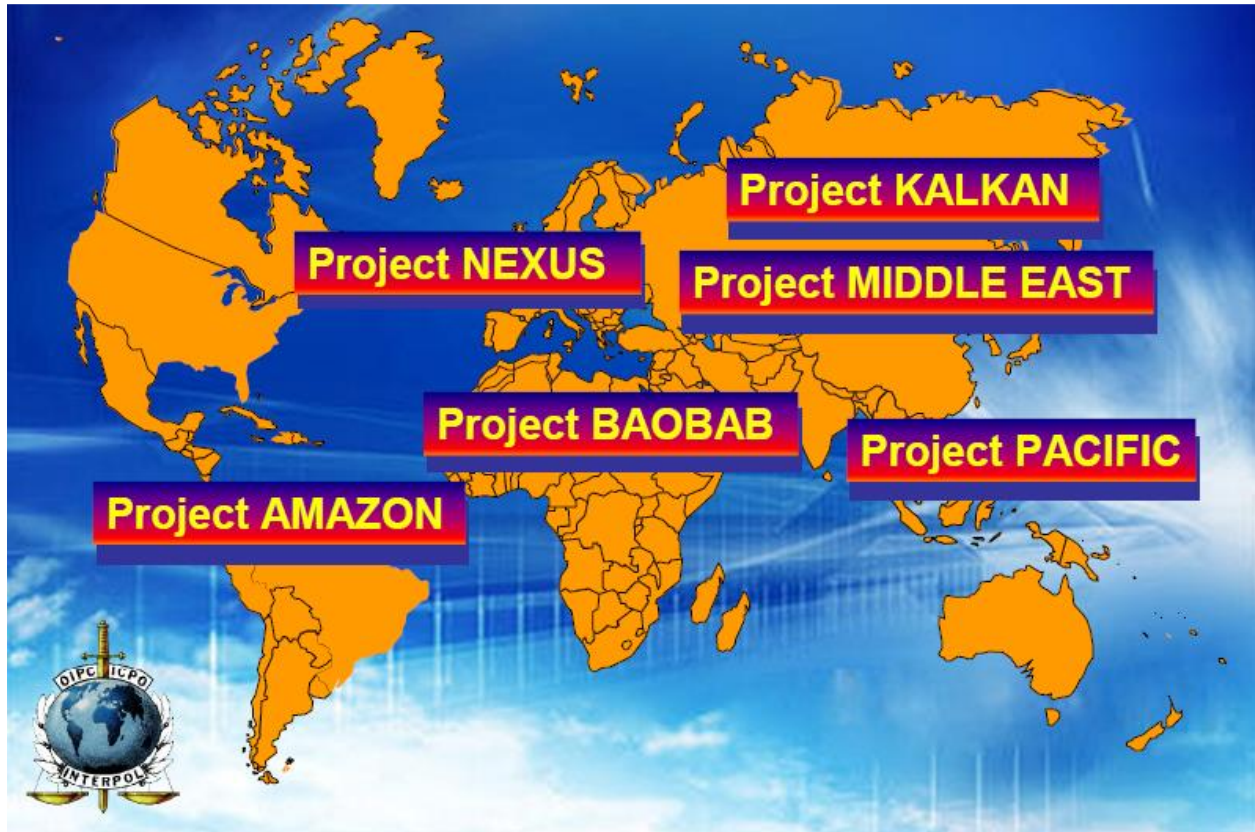 Project KALKAN
Project NEXUS
Project MIDDLE EAST
Project BAOBAB
Project PACIFIC
Project AMAZON
OIPC ICPO
INTERPOL